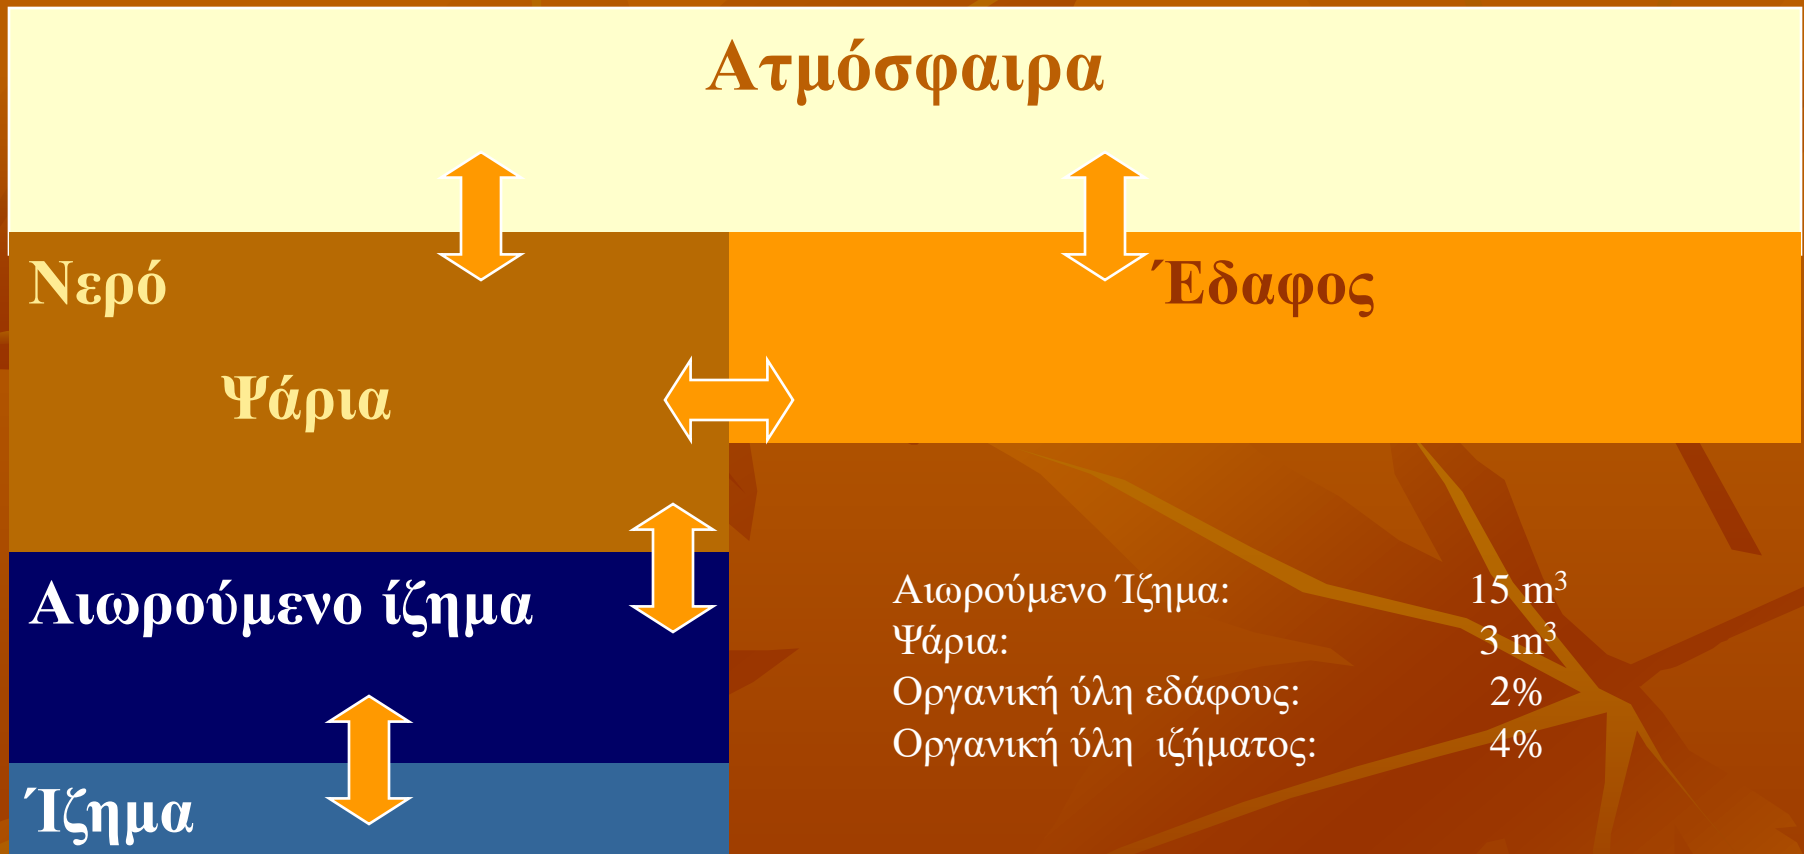 Ατμόσφαιρα
Νερό
Έδαφος
Ψάρια
Αιωρούμενο ίζημα
Ίζημα
Αιωρούμενο Ίζημα: 15 m³
Ψάρια: 3 m³
Οργανική ύλη εδάφους: 2%
Οργανική ύλη ιζήματος: 4%